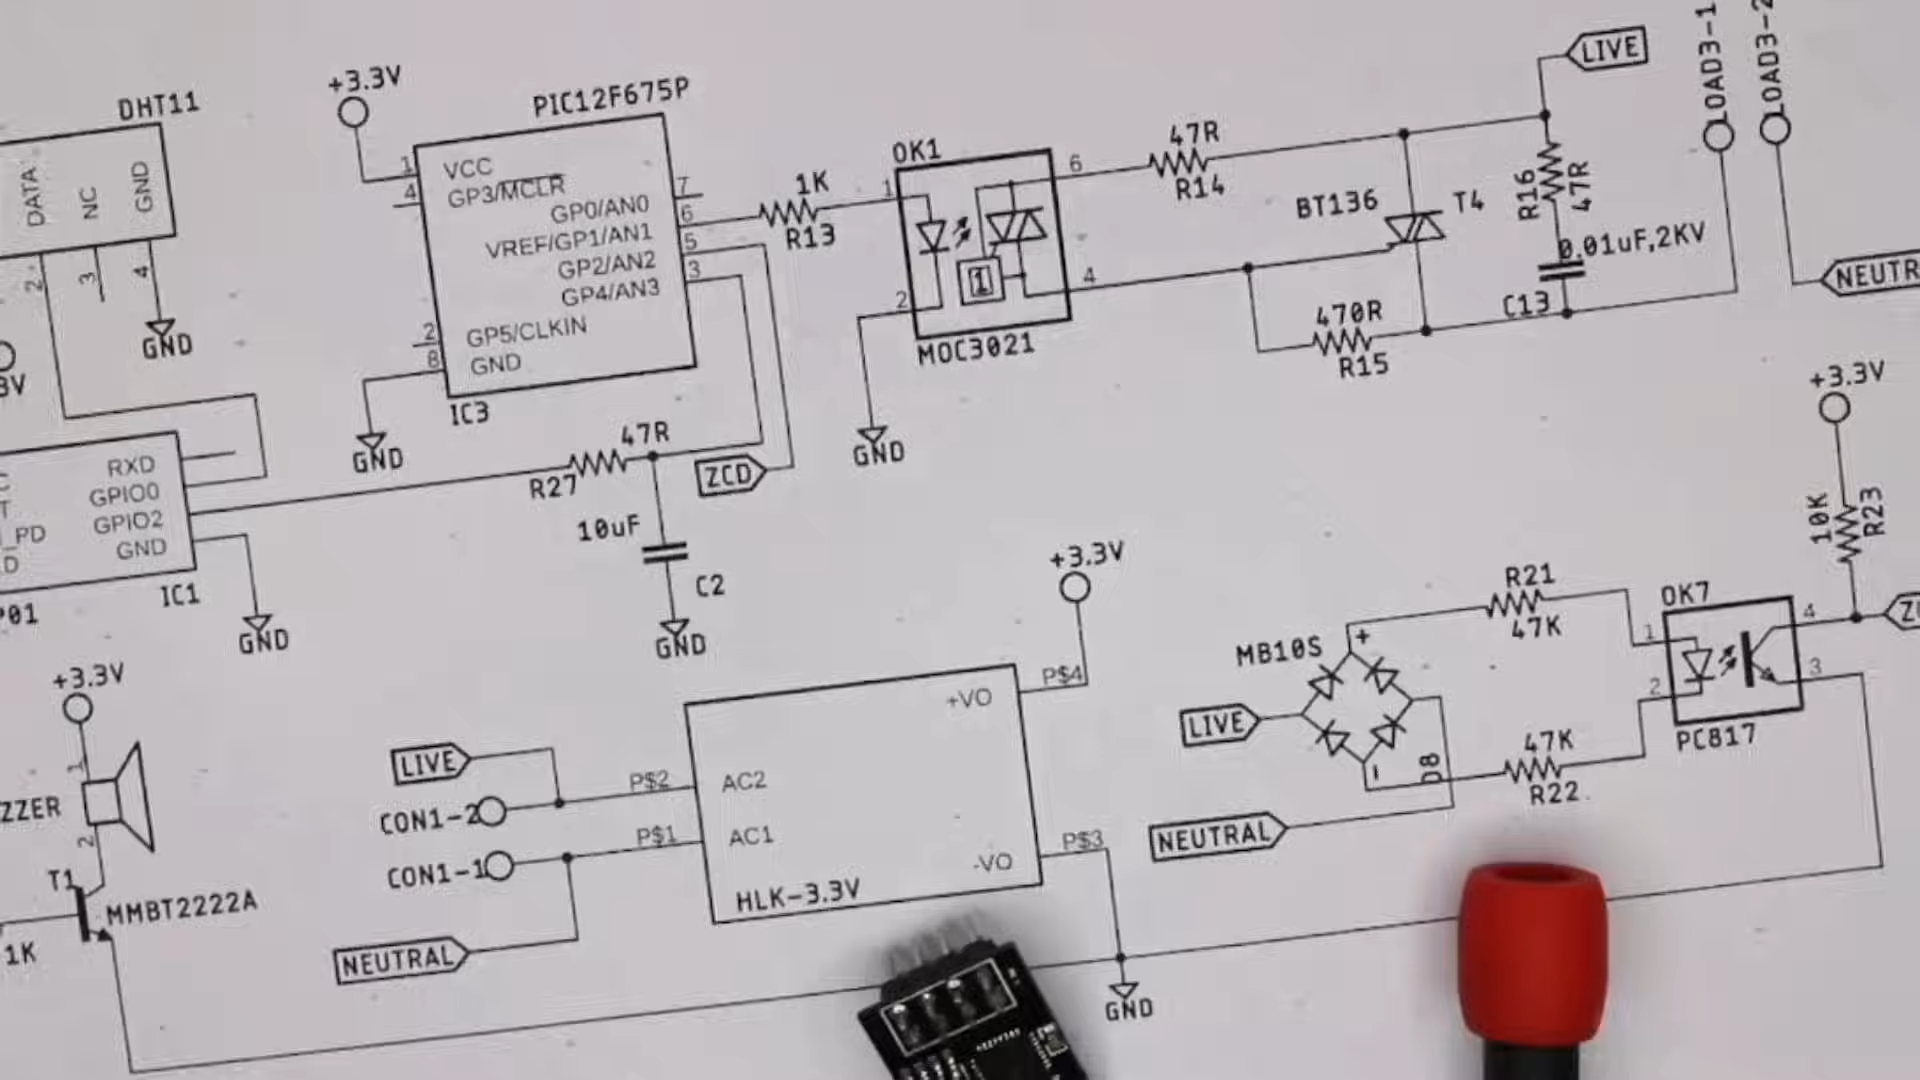 DHT11
DATA
NC
GND
2
3
4
GND
+3.3V
PIC12F675P
1
4
2
8
VCC
GP3/MCLR
GP0/AN0
VREF/GP1/AN1
GP2/AN2
GP4/AN3
GP5/CLKIN
GND
7
6
5
3
IC3
GND
1K
R13
OK1
1
2
6
4
1
MOC3021
GND
47R
R14
BT136
T4
LIVE
R16
47R
0.01uF,2KV
C13
470R
R15
LOAD3-1
LOAD3-2
NEUTR
3V
RXD
GPIO0
GPIO2
GND
_PD
D
T
IC1
P01
GND
47R
R27
ZCD
10uF
C2
GND
+3.3V
1
2
ZZER
T1
MMBT2222A
1K
LIVE
CON1-2
CON1-1
NEUTRAL
P$2
P$1
AC2
AC1
+VO
-VO
HLK-3.3V
P$4
P$3
+3.3V
GND
MB10S
+
-
D8
LIVE
NEUTRAL
R21
47K
47K
R22
OK7
1
2
4
3
PC817
+3.3V
10K
R23